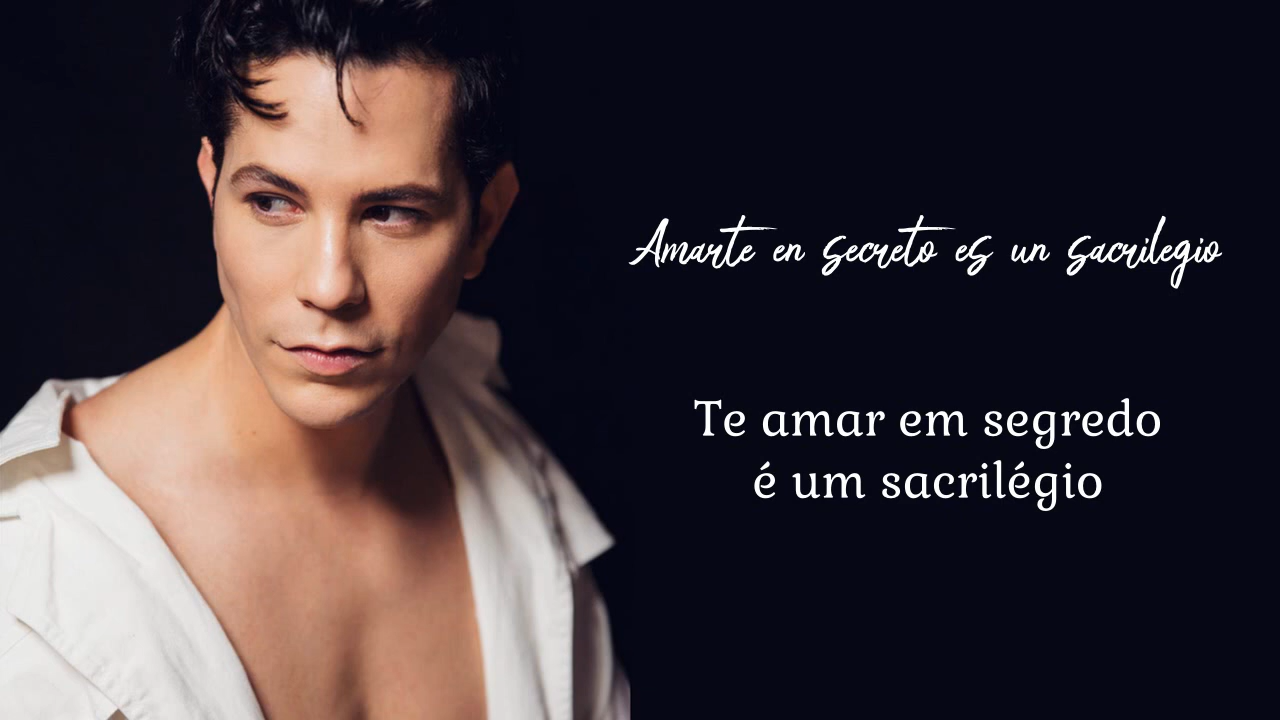 Amarte en secreto es un sacrilegio
Te amar em segredo
é um sacrilégio